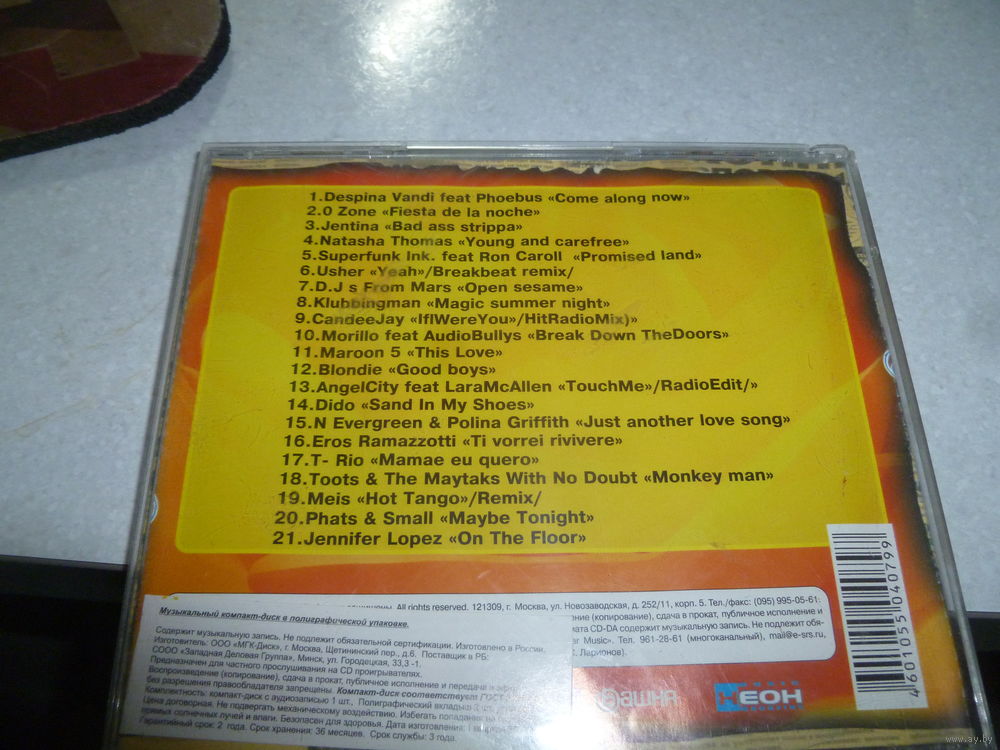 1.Despina Vandi feat Phoebus «Come along now»
2.0 Zone «Fiesta de la noche»
3.Jentina «Bad ass strippa»
4.Natasha Thomas «Young and carefree»
5.Superfunk Ink. feat Ron Caroll «Promised land»
6.Usher «Yeah»/Breakbeat remix/
7.D.J s From Mars «Open sesame»
8.Klubbingman «Magic summer night»
9.CandeeJay «IfIWereYou»/HitRadioMix)»
10.Morillo feat AudioBullys «Break Down TheDoors»
11.Maroon 5 «This Love»
12.Blondie «Good boys»
13.AngelCity feat LaraMcAllen «TouchMe»/RadioEdit/»
14.Dido «Sand In My Shoes»
15.N Evergreen & Polina Griffith «Just another love song»
16.Eros Ramazzotti «Ti vorrei rivivere»
17.T- Rio «Mamae eu quero»
18.Toots & The Maytaks With No Doubt «Monkey man»
19.Meis «Hot Tango»/Remix/
20.Phats & Small «Maybe Tonight»
21.Jennifer Lopez «On The Floor»
All rights reserved. 121309, г. Москва, ул. Новозаводская, д. 252/11, корп. 5. Тел./факс: (095) 995-05-61
(копирование), сдача в прокат, публичное исполнение и
CD-DA содержит музыкальную запись. Не подлежит обя-
Music". Тел. 961-28-61 (многоканальный), mail@e-srs.ru,
Ларионов).
Музыкальный компакт-диск в полиграфической упаковке.
Содержит музыкальную запись. Не подлежит обязательной сертификации. Изготовлено в России.
Изготовитель: ООО «МГК-Диск», г. Москва, Щетининский пер., д.6. Поставщик в РБ:
СООО «Западная Деловая Группа». Минск, ул. Городецкая, 33,3 -1.
Предназначен для частного прослушивания на CD проигрывателях.
Воспроизведение (копирование), сдача в прокат, публичное исполнение и передача в эфир
без разрешения правообладателя запрещены. Компакт-диск соответствует ГОСТ
Комплектность: компакт-диск с аудиозаписью 1 шт., Полиграфический вкладыш
Цена договорная. Не подвергать механическому воздействию. Избегать попадания
прямых солнечных лучей и влаги. Безопасен для здоровья. Дата изготовления:
Гарантийный срок: 2 года. Срок хранения: 36 месяцев. Срок службы: 3 года.
башня
НЕОН
4601055040799
www.ay.by